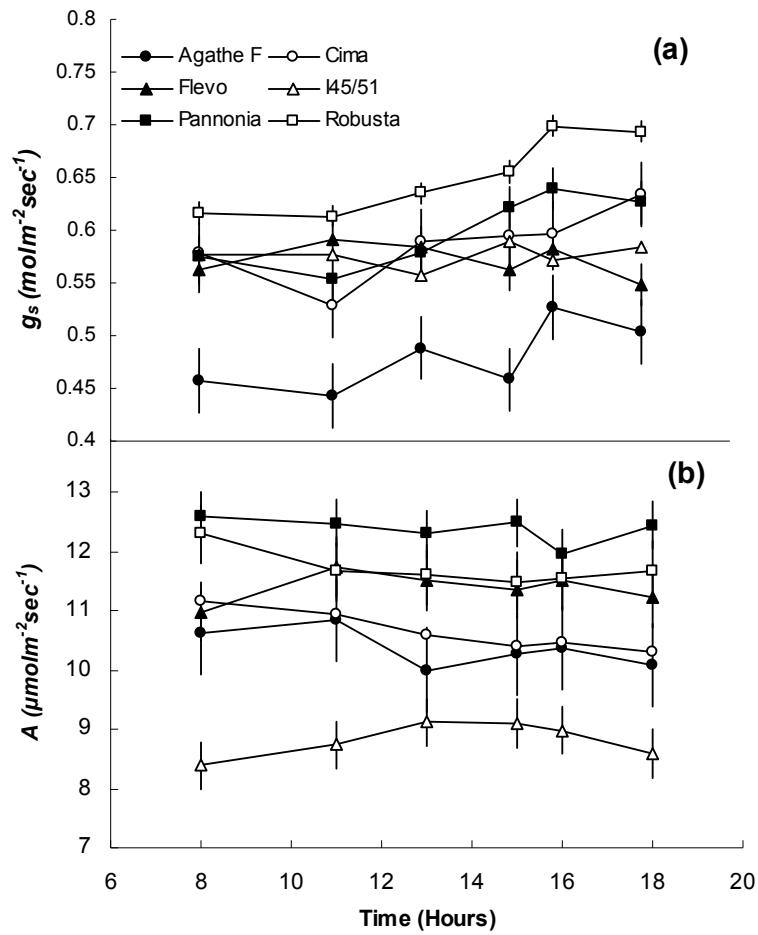 0.8
(a)
Agathe F Cima
0.75
Flevo I45/51
Pannonia Robusta
0.7
0.65
0.6
0.55
0.5
0.45
0.4
gs (molm-2sec-1)
(b)
13
12
11
10
9
8
7
A (µmolm-2sec-1)
6 8 10 12 14 16 18 20
Time (Hours)